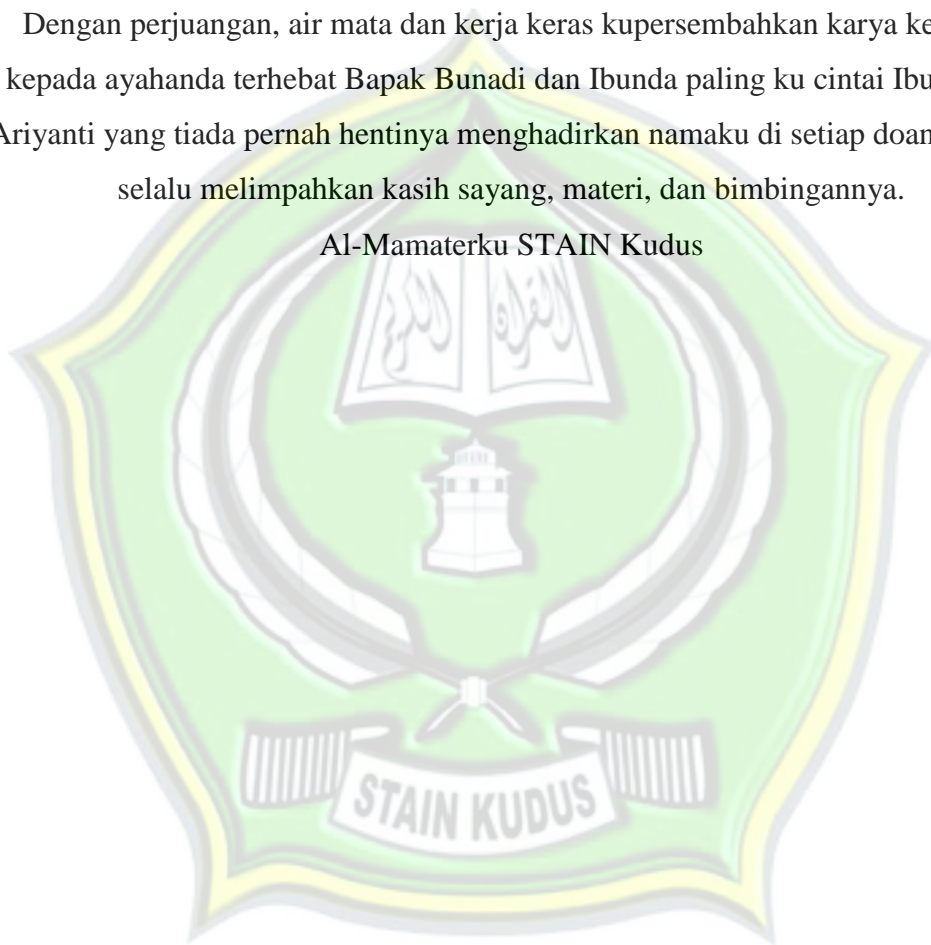 Dengan perjuangan, air mata dan kerja keras kupersembahkan karya ke
kepada ayahanda terhebat Bapak Bunadi dan Ibunda paling ku cintai Ibu
Ariyanti yang tiada pernah hentinya menghadirkan namaku di setiap doan
selalu melimpahkan kasih sayang, materi, dan bimbingannya.
Al-Mamaterku STAIN Kudus
القرآن الكريم
STAIN KUDUS